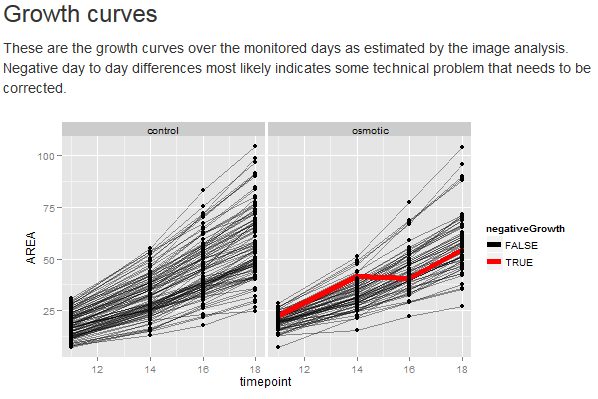 Growth curves
These are the growth curves over the monitored days as estimated by the image analysis.
Negative day to day differences most likely indicates some technical problem that needs to be
corrected.
control
osmotic
100
75
50
25
AREA
12
14
16
18
12
14
16
18
timepoint
negativeGrowth
FALSE
TRUE